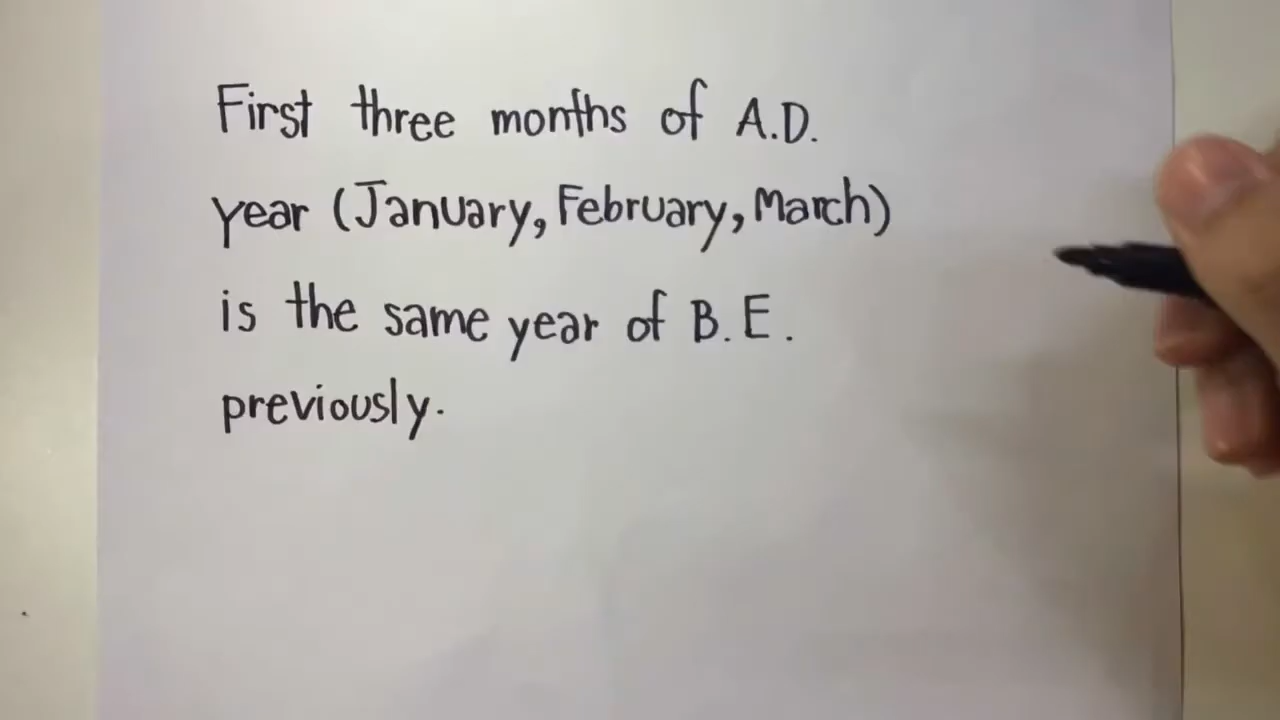 First three months of A.D.
year (January, February, March)
is the same year of B.E.
previously.